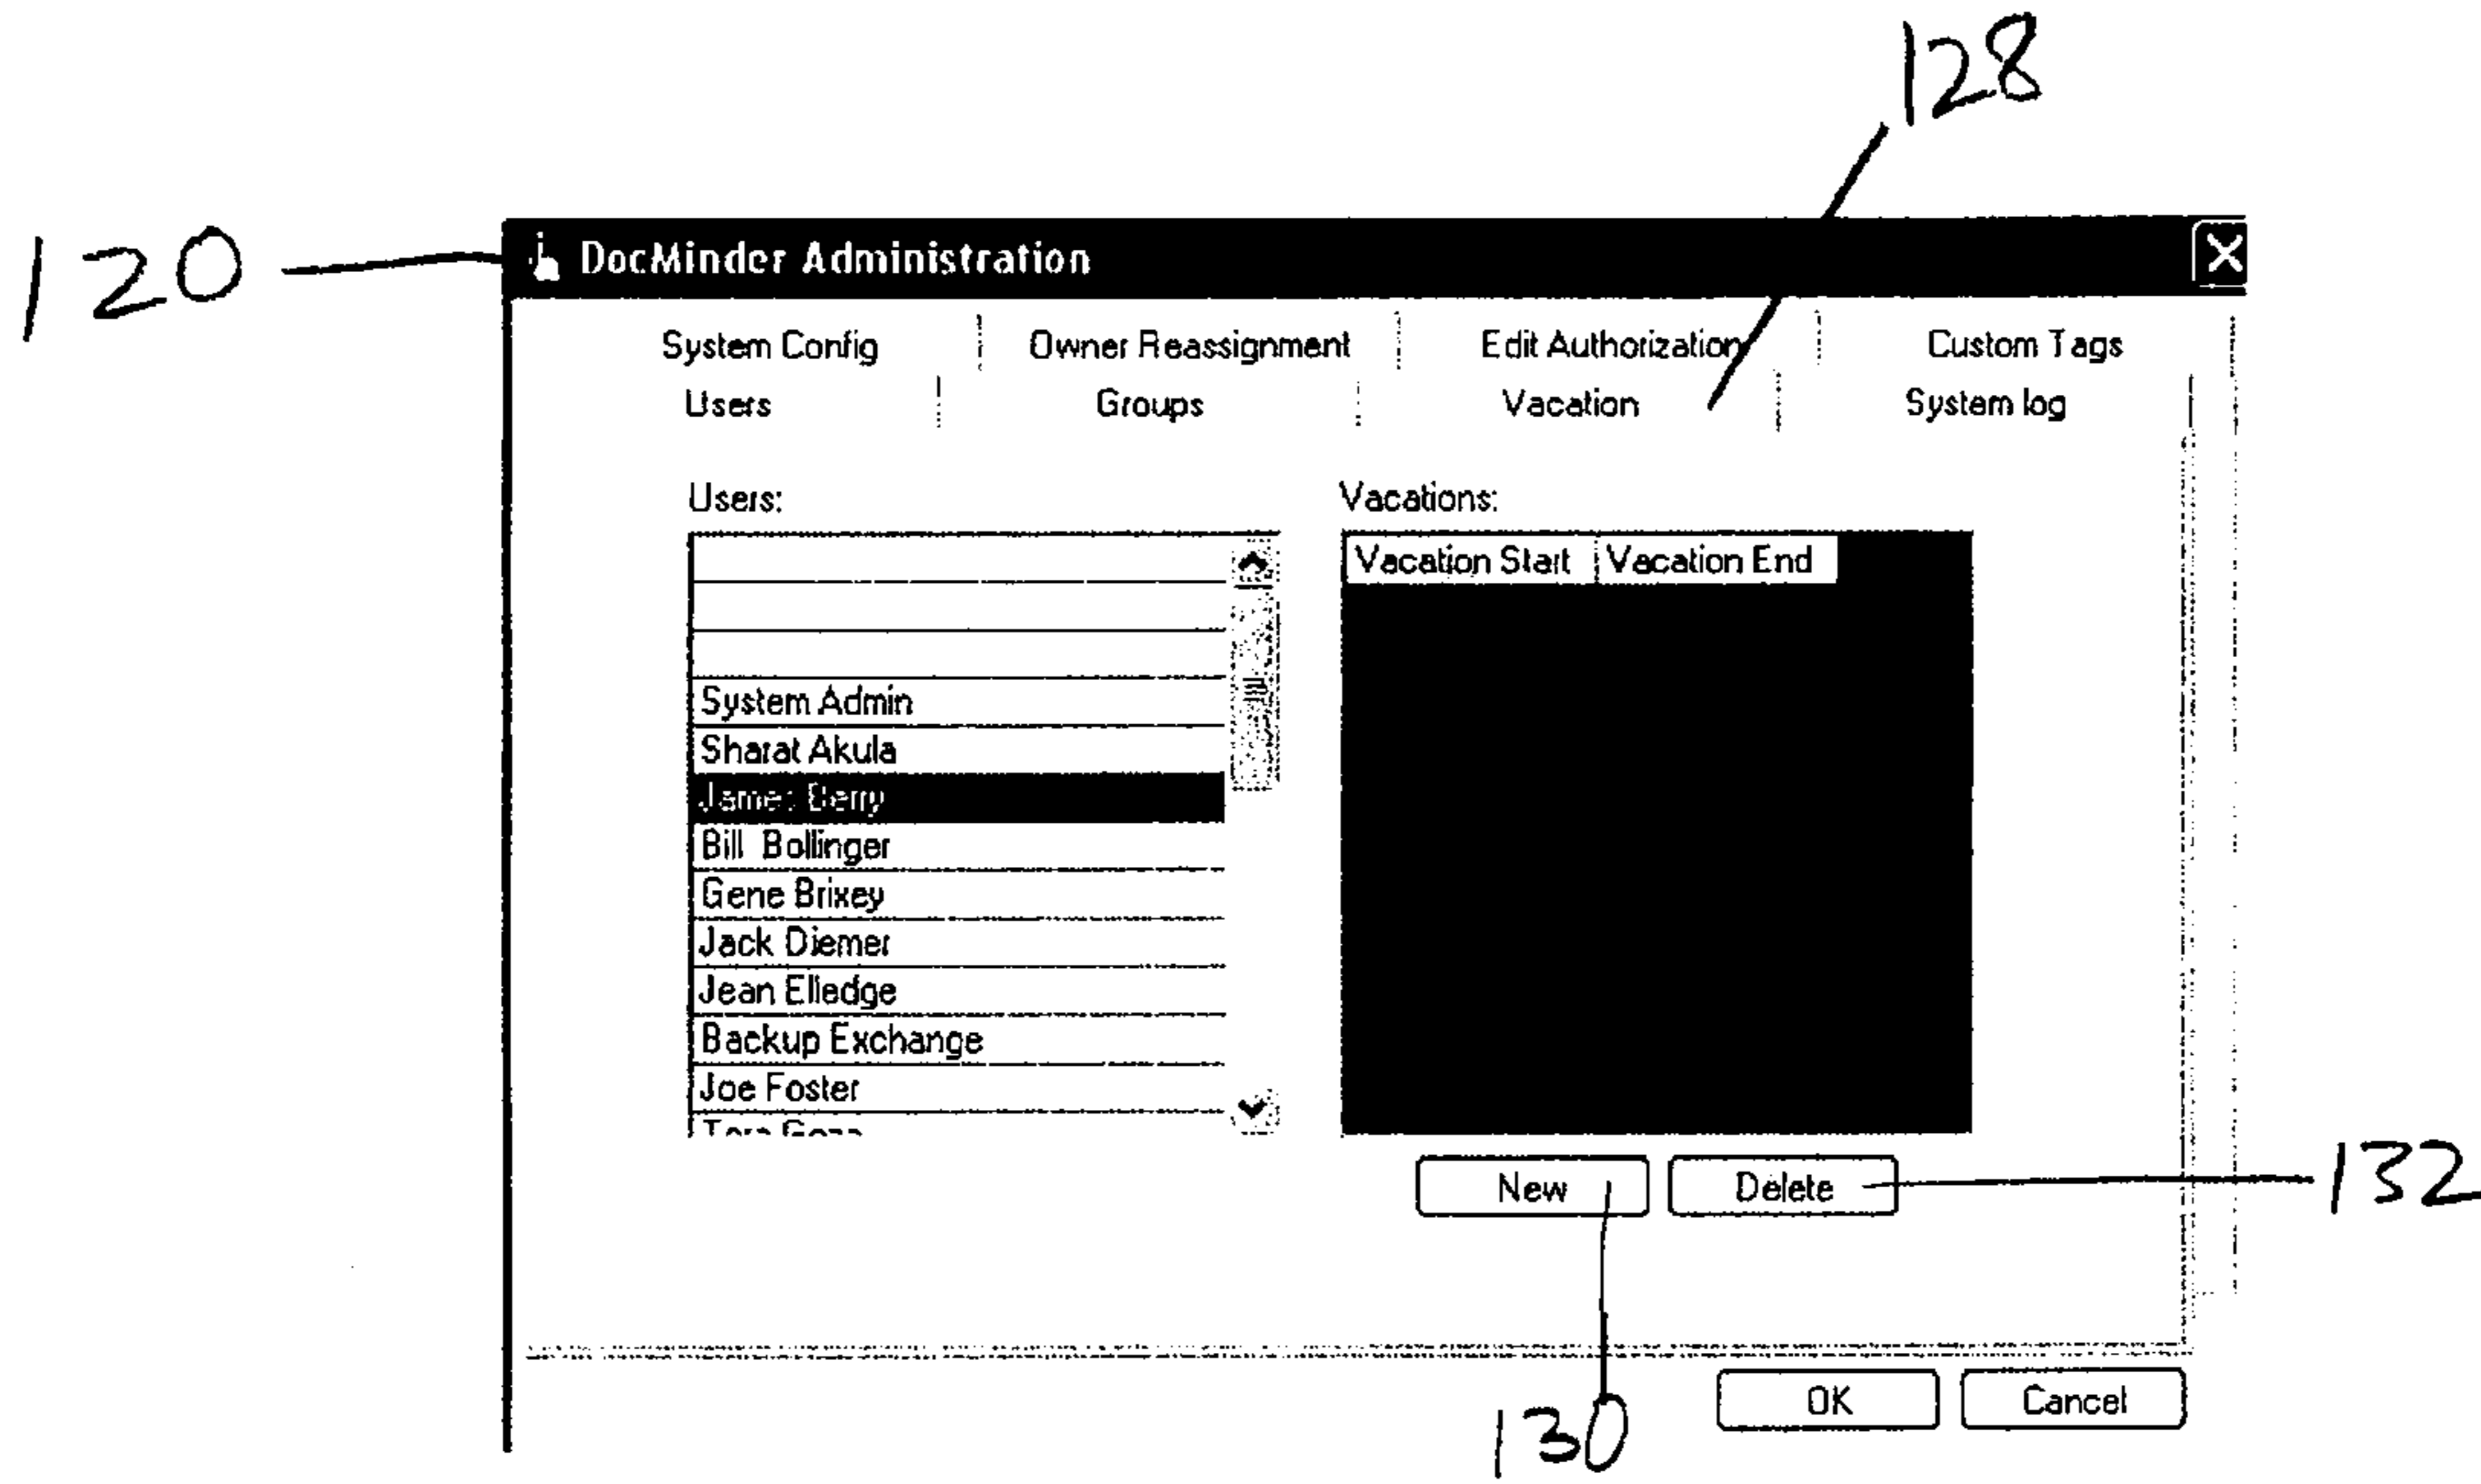 128
120
DocMinder Administration
System Config Owner Reassignment Edit Authorization Custom Tags
Users Groups Vacation System log
Users: Vacations:
Vacation Start Vacation End
System Admin
Sharat Akula
James Berry
Bill Bollinger
Gene Brixey
Jack Diemer
Jean Elledge
Backup Exchange
Joe Foster
New Delete 132
OK Cancel
130